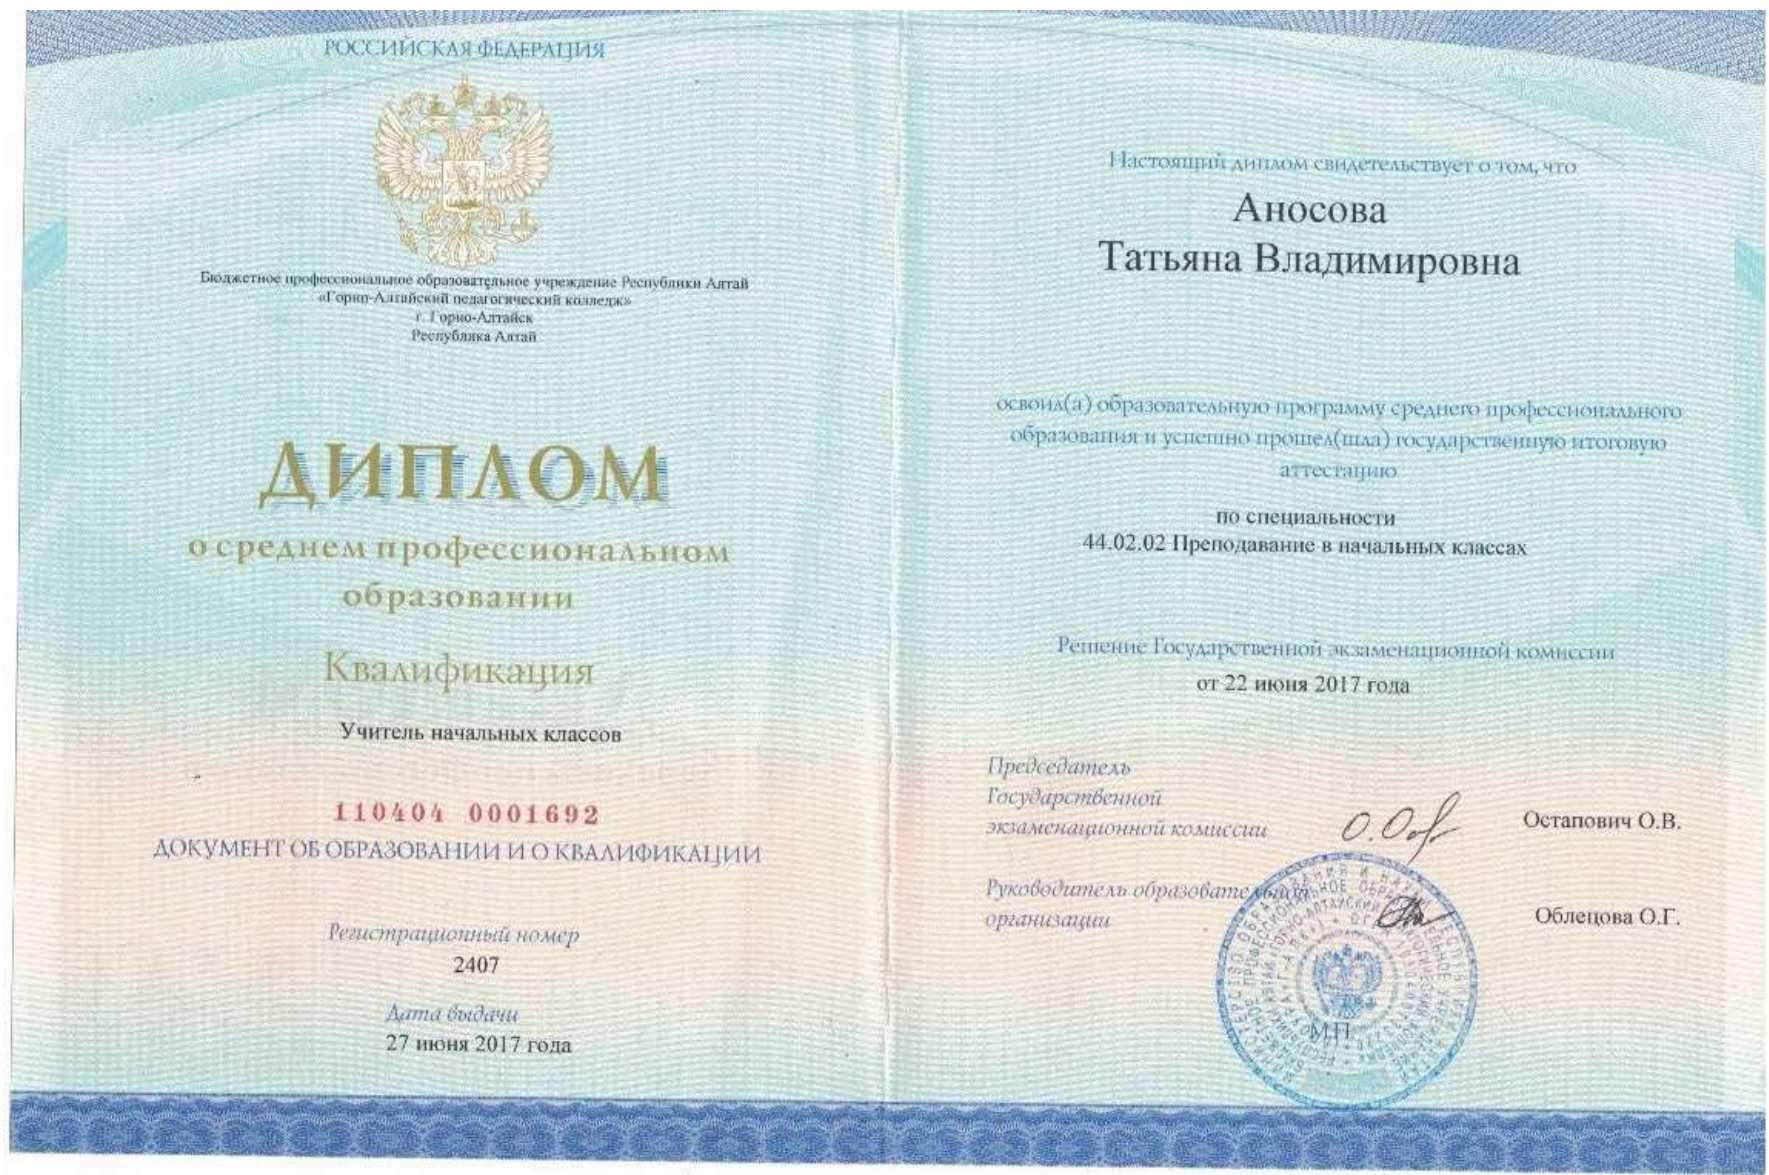 РОССИЙСКАЯ ФЕДЕРАЦИЯ
Бюджетное профессиональное образовательное учреждение Республики Алтай
«Горно-Алтайский педагогический колледж»
г. Горно-Алтайск
Республика Алтай
ДИПЛОМ
о среднем профессиональном
образовании
Квалификация
Учитель начальных классов
110404 0001692
ДОКУМЕНТ ОБ ОБРАЗОВАНИИ И О КВАЛИФИКАЦИИ
Регистрационный номер
2407
Дата выдачи
27 июня 2017 года
Настоящий диплом свидетельствует о том, что
Аносова
Татьяна Владимировна
освоил(а) образовательную программу среднего профессионального
образования и успешно прошел(шла) государственную итоговую
аттестацию
по специальности
44.02.02 Преподавание в начальных классах
Решение Государственной экзаменационной комиссии
от 22 июня 2017 года
Председатель
Государственной
экзаменационной комиссии
Остапович О.В.
Руководитель образовательной
организации
Облецова О.Г.
М.П.